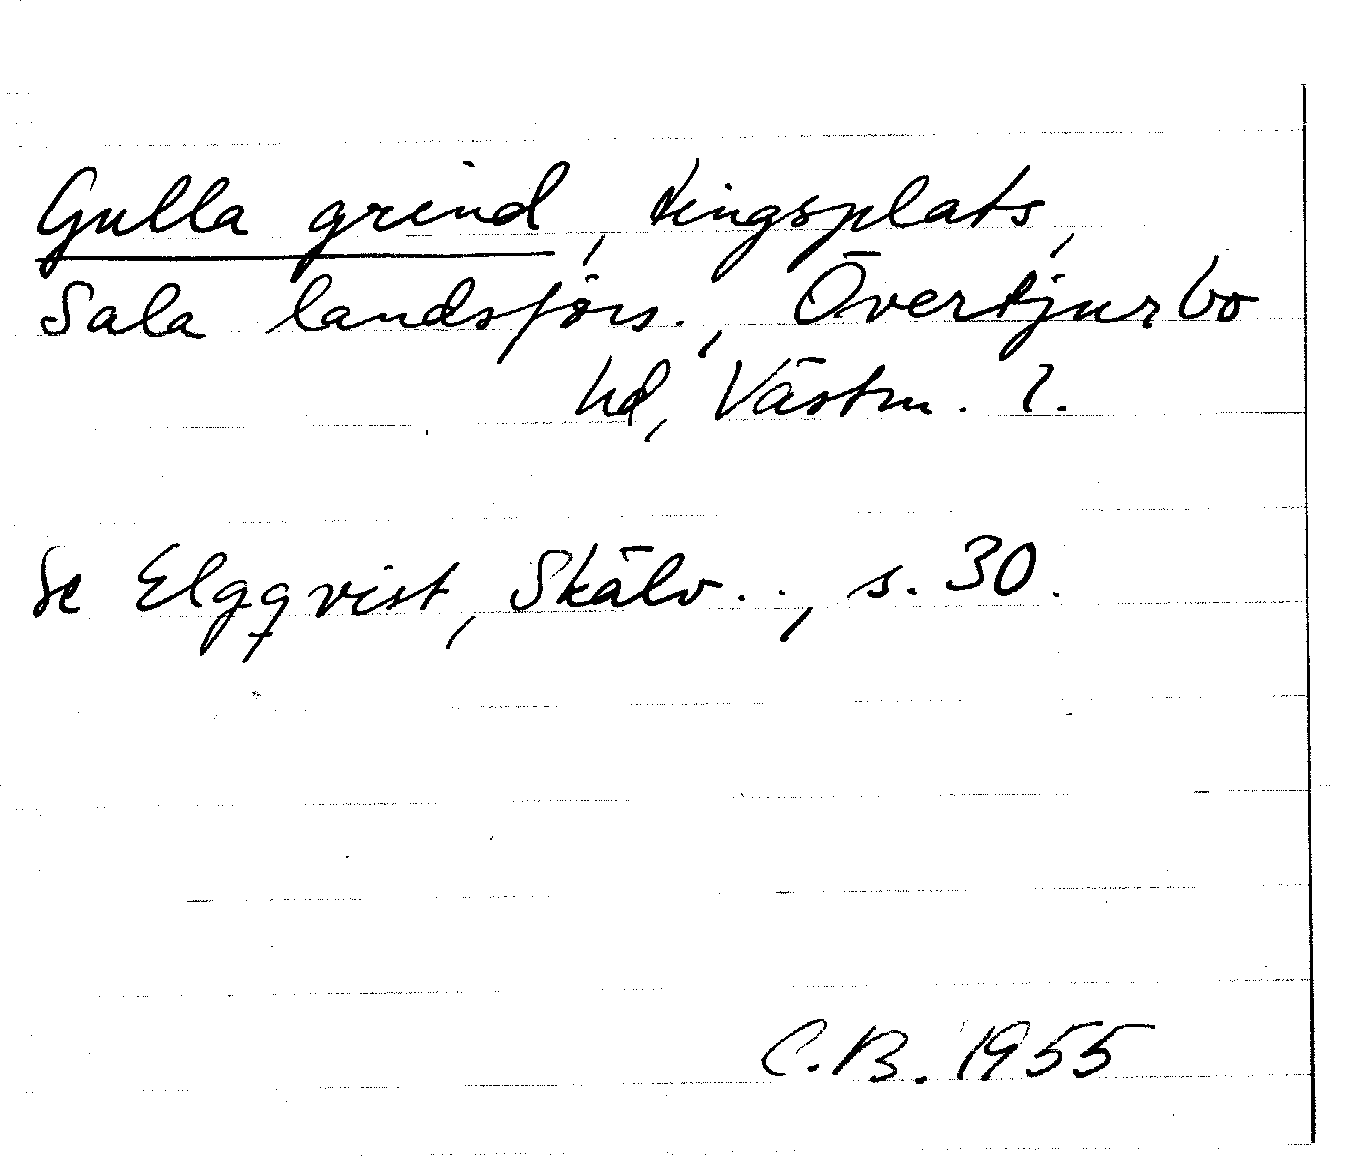 Gulla grind, tingsplats,
Sala landsförs., Övertjurbo
hd, Västm. l.
Se Elgqvist, Skälv.., s. 30.
C.B. 1955